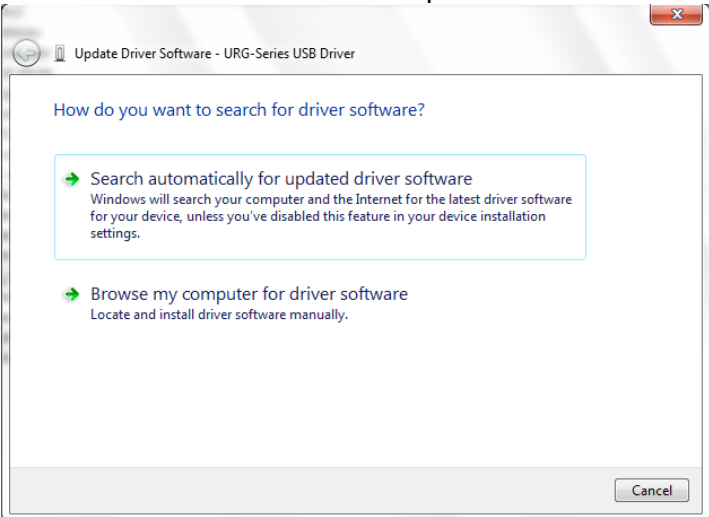 Update Driver Software - URG-Series USB Driver
How do you want to search for driver software?
Search automatically for updated driver software
Windows will search your computer and the Internet for the latest driver software
for your device, unless you've disabled this feature in your device installation
settings.
Browse my computer for driver software
Locate and install driver software manually.
Cancel